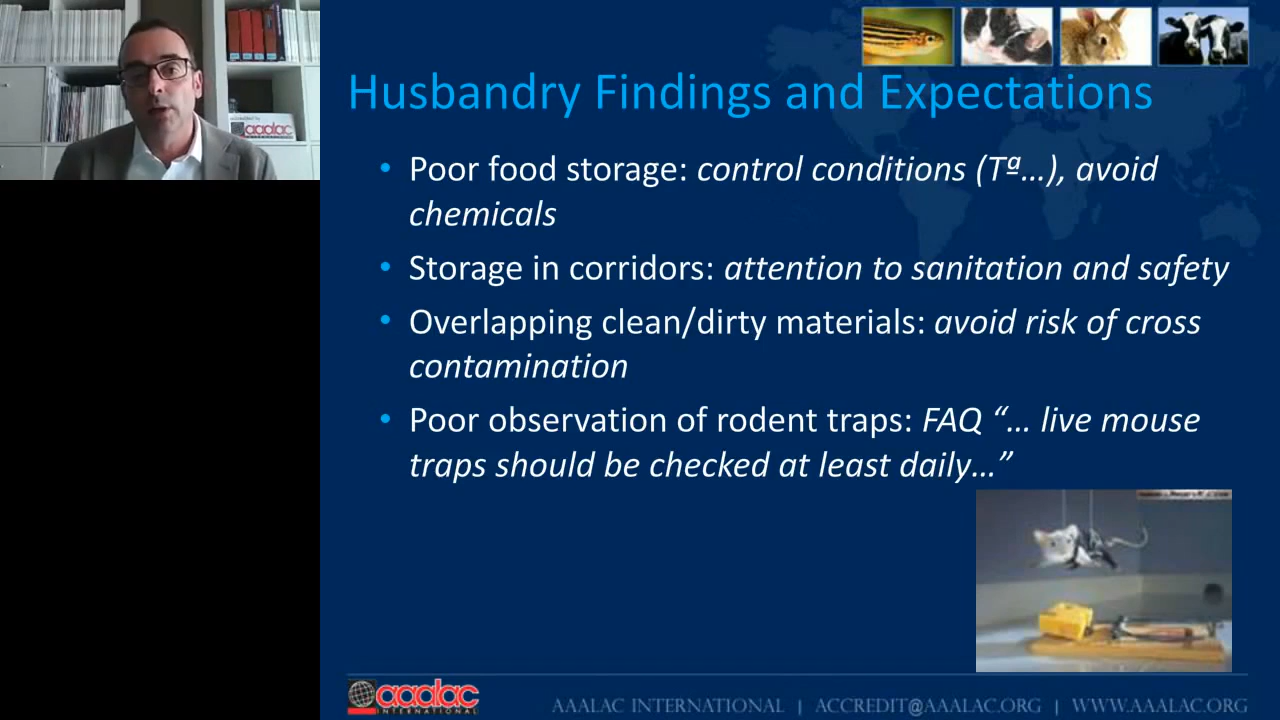 Husbandry Findings and Expectations
• Poor food storage: control conditions (Tª…), avoid
chemicals
• Storage in corridors: attention to sanitation and safety
• Overlapping clean/dirty materials: avoid risk of cross
contamination
• Poor observation of rodent traps: FAQ “… live mouse
traps should be checked at least daily…”
aaalac
INTERNATIONAL
AAALAC INTERNATIONAL | ACCREDIT@AAALAC.ORG | WWW.AAALAC.ORG
aaalac